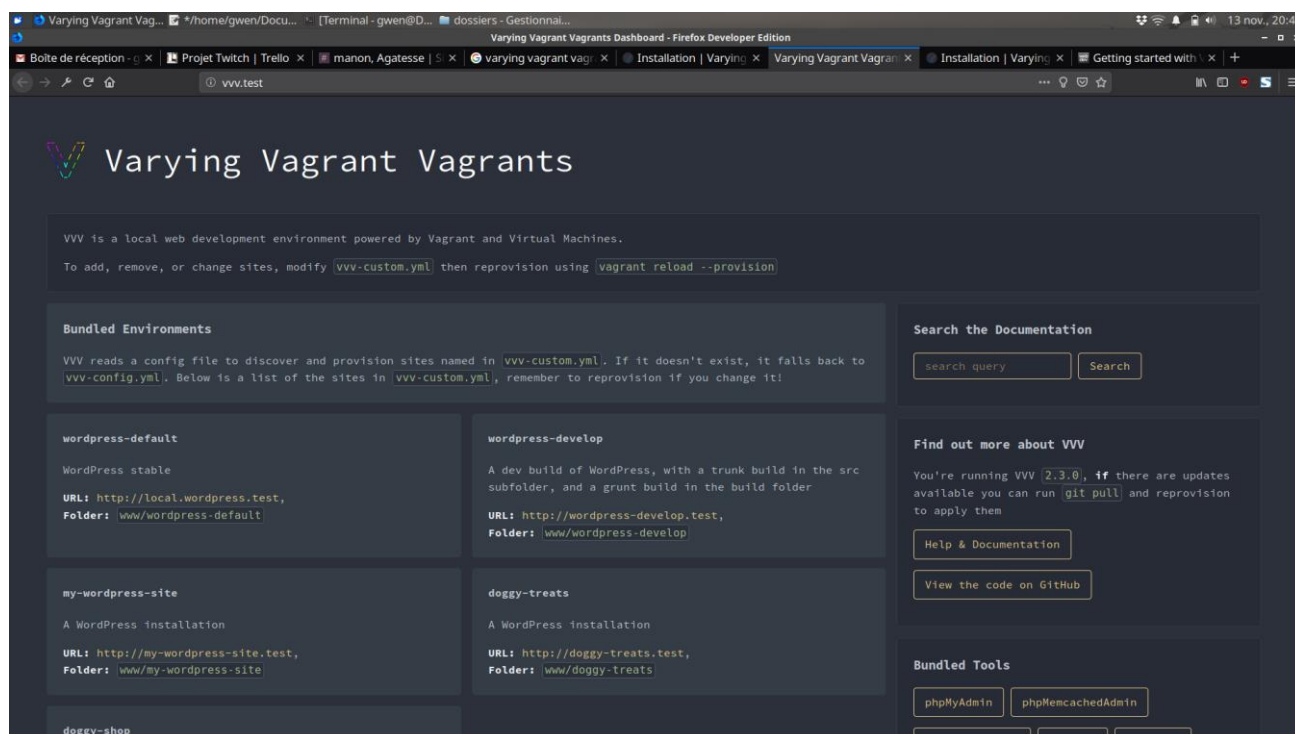 Varying Vagrant Vag... */home/gwen/Docu... [Terminal - gwen@D... dossiers - Gestionnai... 13 nov., 20:4
Varying Vagrant Vagrants Dashboard - Firefox Developer Edition
Boîte de réception - g Projet Twitch | Trello manon, Agatesse | varying vagrant vagr Installation | Varying Varying Vagrant Vagran Installation | Varying Getting started with
vvv.test
Varying Vagrant Vagrants
VVV is a local web development environment powered by Vagrant and Virtual Machines.
To add, remove, or change sites, modify vvv-custom.yml then reprovision using vagrant reload --provision
Bundled Environments
VVV reads a config file to discover and provision sites named in vvv-custom.yml. If it doesn't exist, it falls back to
vvv-config.yml. Below is a list of the sites in vvv-custom.yml, remember to reprovision if you change it!
wordpress-default
WordPress stable
URL: http://local.wordpress.test,
Folder: www/wordpress-default
wordpress-develop
A dev build of WordPress, with a trunk build in the src
subfolder, and a grunt build in the build folder
URL: http://wordpress-develop.test,
Folder: www/wordpress-develop
my-wordpress-site
A WordPress installation
URL: http://my-wordpress-site.test,
Folder: www/my-wordpress-site
doggy-treats
A WordPress installation
URL: http://doggy-treats.test,
Folder: www/doggy-treats
doggy-shop
Search the Documentation
search query Search
Find out more about VVV
You're running VVV 2.3.0, if there are updates
available you can run git pull and reprovision
to apply them
Help & Documentation
View the code on GitHub
Bundled Tools
phpMyAdmin phpMemcachedAdmin